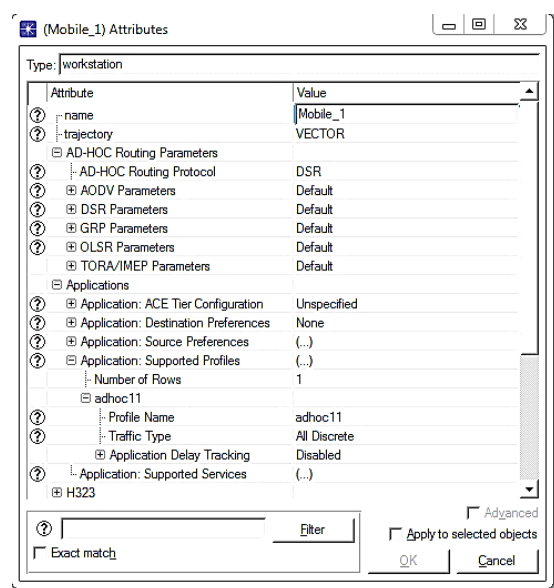 (Mobile_1) Attributes
Type: workstation
Attribute Value
name Mobile_1
trajectory VECTOR
AD-HOC Routing Parameters
AD-HOC Routing Protocol DSR
AODV Parameters Default
DSR Parameters Default
GRP Parameters Default
OLSR Parameters Default
TORA/IMEP Parameters Default
Applications
Application: ACE Tier Configuration Unspecified
Application: Destination Preferences None
Application: Source Preferences (...)
Application: Supported Profiles (...)
Number of Rows 1
adhoc11
Profile Name adhoc11
Traffic Type All Discrete
Application Delay Tracking Disabled
Application: Supported Services (...)
H323
Advanced
Filter
Apply to selected objects
Exact match
OK Cancel